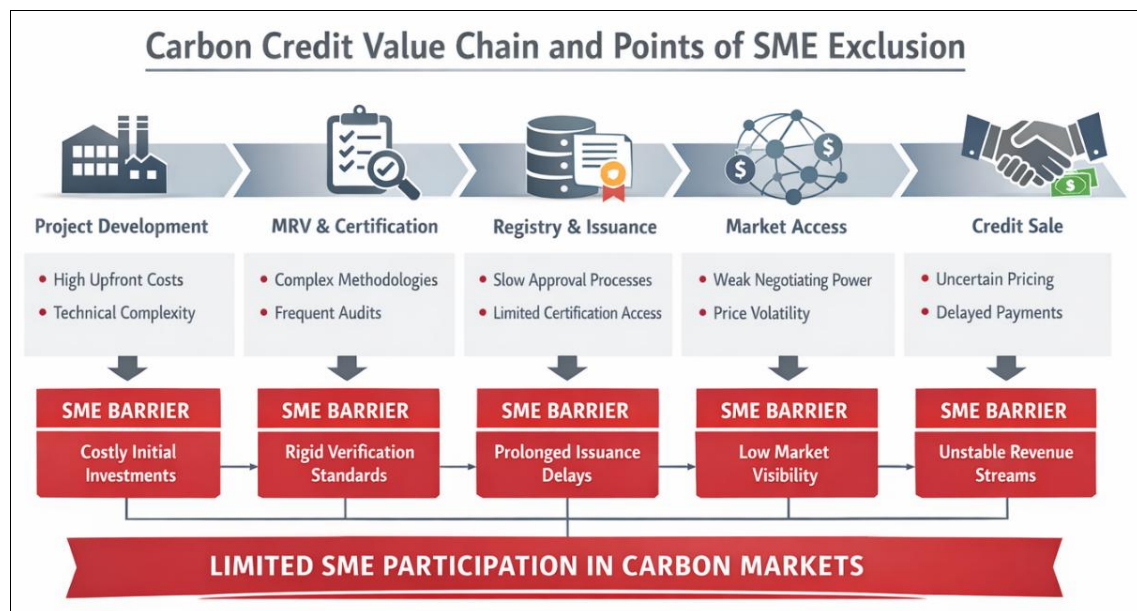 Carbon Credit Value Chain and Points of SME Exclusion
$
$
$
Project Development
MRV & Certification
Registry & Issuance
Market Access
Credit Sale
• High Upfront Costs
• Technical Complexity
• Complex Methodologies
• Frequent Audits
• Slow Approval Processes
• Limited Certification Access
• Weak Negotiating Power
• Price Volatility
• Uncertain Pricing
• Delayed Payments
SME BARRIER
Costly Initial
Investments
SME BARRIER
Rigid Verification
Standards
SME BARRIER
Prolonged Issuance
Delays
SME BARRIER
Low Market
Visibility
SME BARRIER
Unstable Revenue
Streams
LIMITED SME PARTICIPATION IN CARBON MARKETS